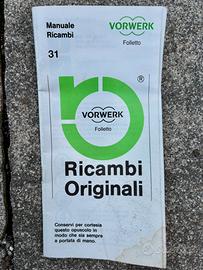 Manuale
Ricambi
31
VORWERK
Folletto
®
VORWERK
Folletto
Ricambi
Originali
Conservi per cortesia
questo opuscolo in
modo che sia sempre
a portata di mano.